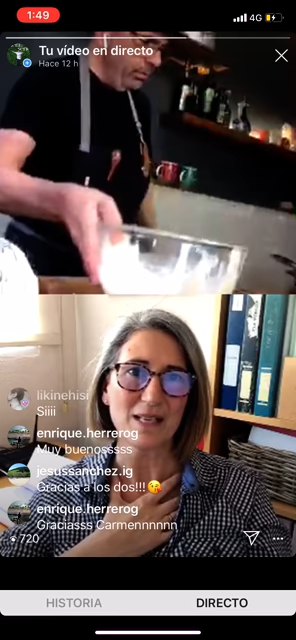 1:49
4G
Tu vídeo en directo
Hace 12 h
likinehisi
Siiii
enrique.herrerog
Muy buenosssss
jesussanchez.ig
Gracias a los dos!!!😘
enrique.herrerog
Graciasss Carmennnnnn
720
HISTORIA
DIRECTO